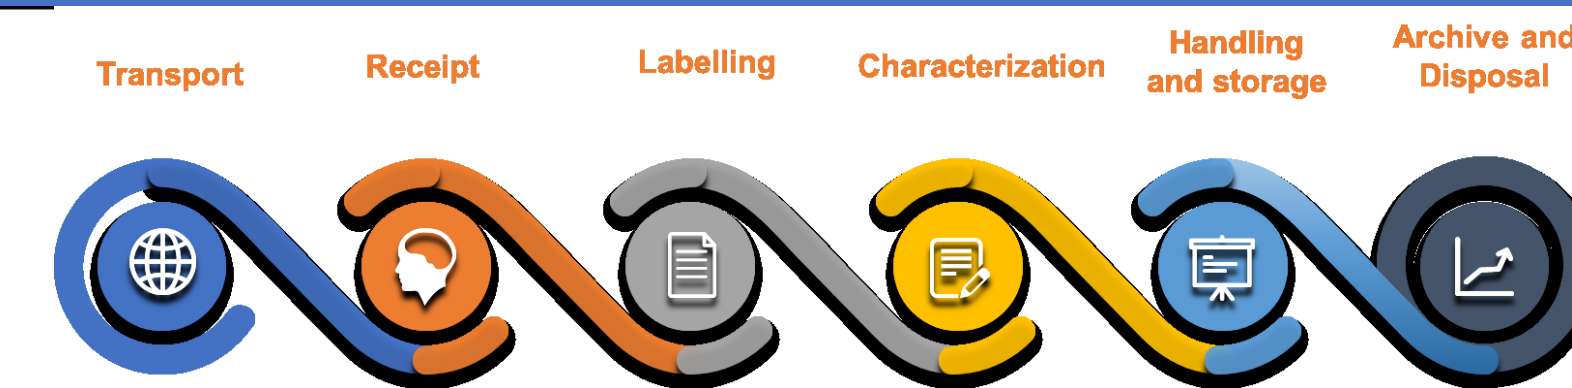 Transport
Receipt
Labelling
Characterization
Handling
and storage
Archive and
Disposal